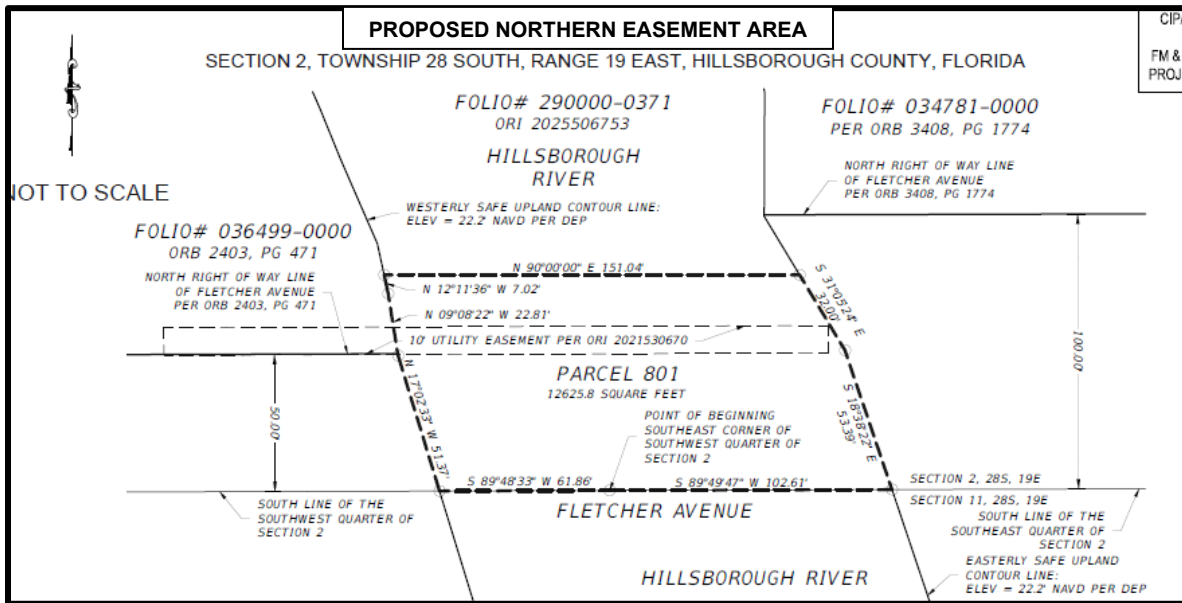 PROPOSED NORTHERN EASEMENT AREA
SECTION 2, TOWNSHIP 28 SOUTH, RANGE 19 EAST, HILLSBOROUGH COUNTY, FLORIDA
FM &
PROJ
FOLIO# 290000-0371
ORI 2025506753
HILLSBOROUGH
RIVER
FOLIO# 034781-0000
PER ORB 3408, PG 1774
NORTH RIGHT OF WAY LINE
OF FLETCHER AVENUE
PER ORB 3408, PG 1774
NOT TO SCALE
WESTERLY SAFE UPLAND CONTOUR LINE:
ELEV = 22.2' NAVD PER DEP
FOLIO# 036499-0000
ORB 2403, PG 471
NORTH RIGHT OF WAY LINE
OF FLETCHER AVENUE
PER ORB 2403, PG 471
N 90°00'00" E 151.04'
N 12°11'36" W 7.02'
N 09°08'22" W 22.81'
S 31°05'24" E
32.00'
10' UTILITY EASEMENT PER ORI 2021530670
PARCEL 801
12625.8 SQUARE FEET
100.00'
50.00'
N 17°02'33" W 51.37'
POINT OF BEGINNING
SOUTHEAST CORNER OF
SOUTHWEST QUARTER OF
SECTION 2
S 18°38'22" E
53.39'
S 89°48'33" W 61.86'
S 89°49'47" W 102.61'
SECTION 2, 28S, 19E
SECTION 11, 28S, 19E
SOUTH LINE OF THE
SOUTHWEST QUARTER OF
SECTION 2
FLETCHER AVENUE
SOUTH LINE OF THE
SOUTHEAST QUARTER OF
SECTION 2
HILLSBOROUGH RIVER
EASTERLY SAFE UPLAND
CONTOUR LINE:
ELEV = 22.2' NAVD PER DEP